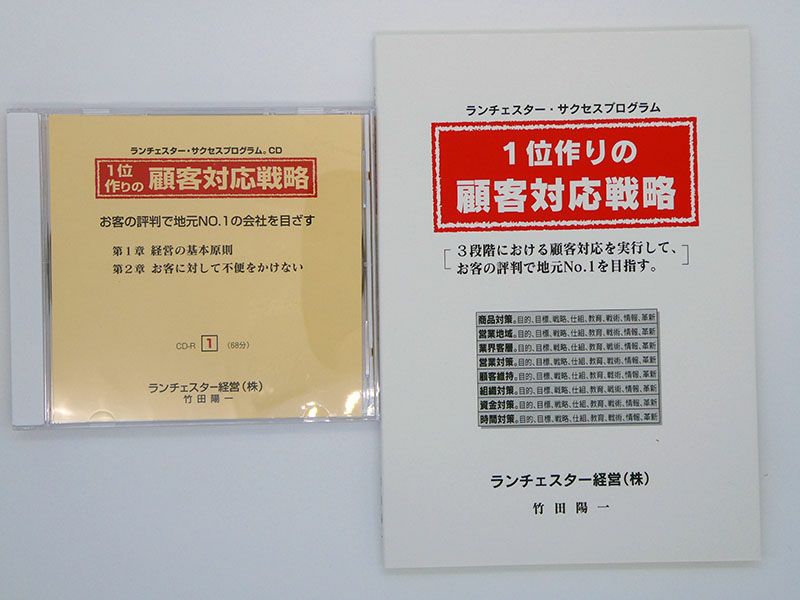 ランチェスター・サクセスプログラム。CD
1位
作りの
顧客対応戦略
お客の評判で地元NO.1の会社を目ざす
第1章 経営の基本原則
第2章 お客に対して不便をかけない
CD-R 1 (68分)
ランチェスター経営(株)
竹田陽一
ランチェスター・サクセスプログラム
1位作りの
顧客対応戦略
3段階における顧客対応を実行して、
お客の評判で地元No.1を目指す。
商品対策。目的、目標、戦略、仕組、教育、戦術、情報、革新
営業地域。目的、目標、戦略、仕組、教育、戦術、情報、革新
業界客層。目的、目標、戦略、仕組、教育、戦術、情報、革新
営業対策。目的、目標、戦略、仕組、教育、戦術、情報、革新
顧客維持。目的、目標、戦略、仕組、教育、戦術、情報、革新
組織対策。目的、目標、戦略、仕組、教育、戦術、情報、革新
資金対策。目的、目標、戦略、仕組、教育、戦術、情報、革新
時間対策。目的、目標、戦略、仕組、教育、戦術、情報、革新
ランチェスター経営(株)
竹田陽一